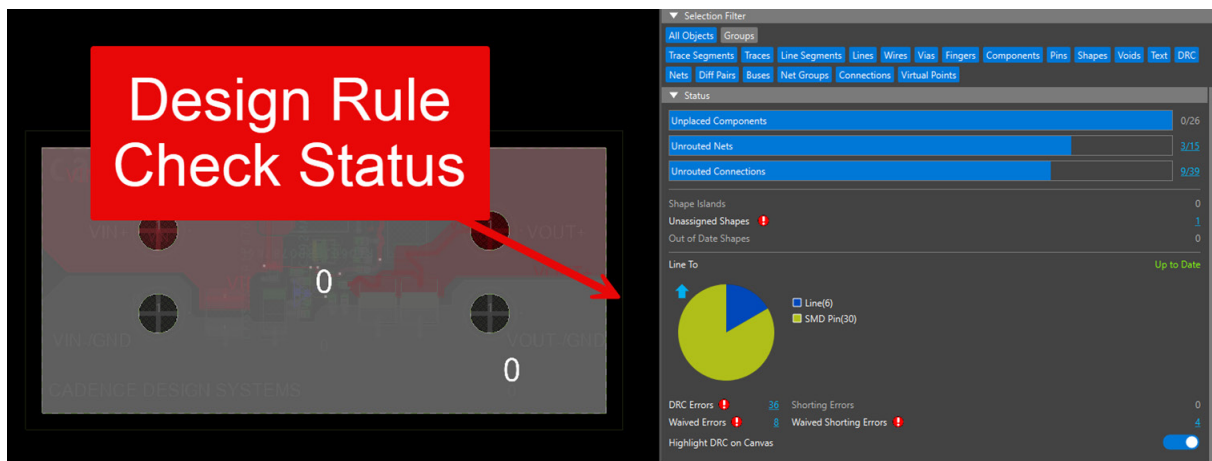 Design Rule
Check Status
VIN+
VOUT+
0
VIN-/GND
VOUT-/GND
0
CADENCE DESIGN SYSTEMS
Selection Filter
All Objects Groups
Trace Segments Traces Line Segments Lines Wires Vias Fingers Components Pins Shapes Voids Text DRC
Nets Diff Pairs Buses Net Groups Connections Virtual Points
Status
Unplaced Components 0/26
Unrouted Nets 3/15
Unrouted Connections 9/39
Shape Islands 0
Unassigned Shapes 1
Out of Date Shapes 0
Line To Up to Date
Line(6)
SMD Pin(30)
DRC Errors 36 Shorting Errors 0
Waived Errors 8 Waived Shorting Errors 4
Highlight DRC on Canvas